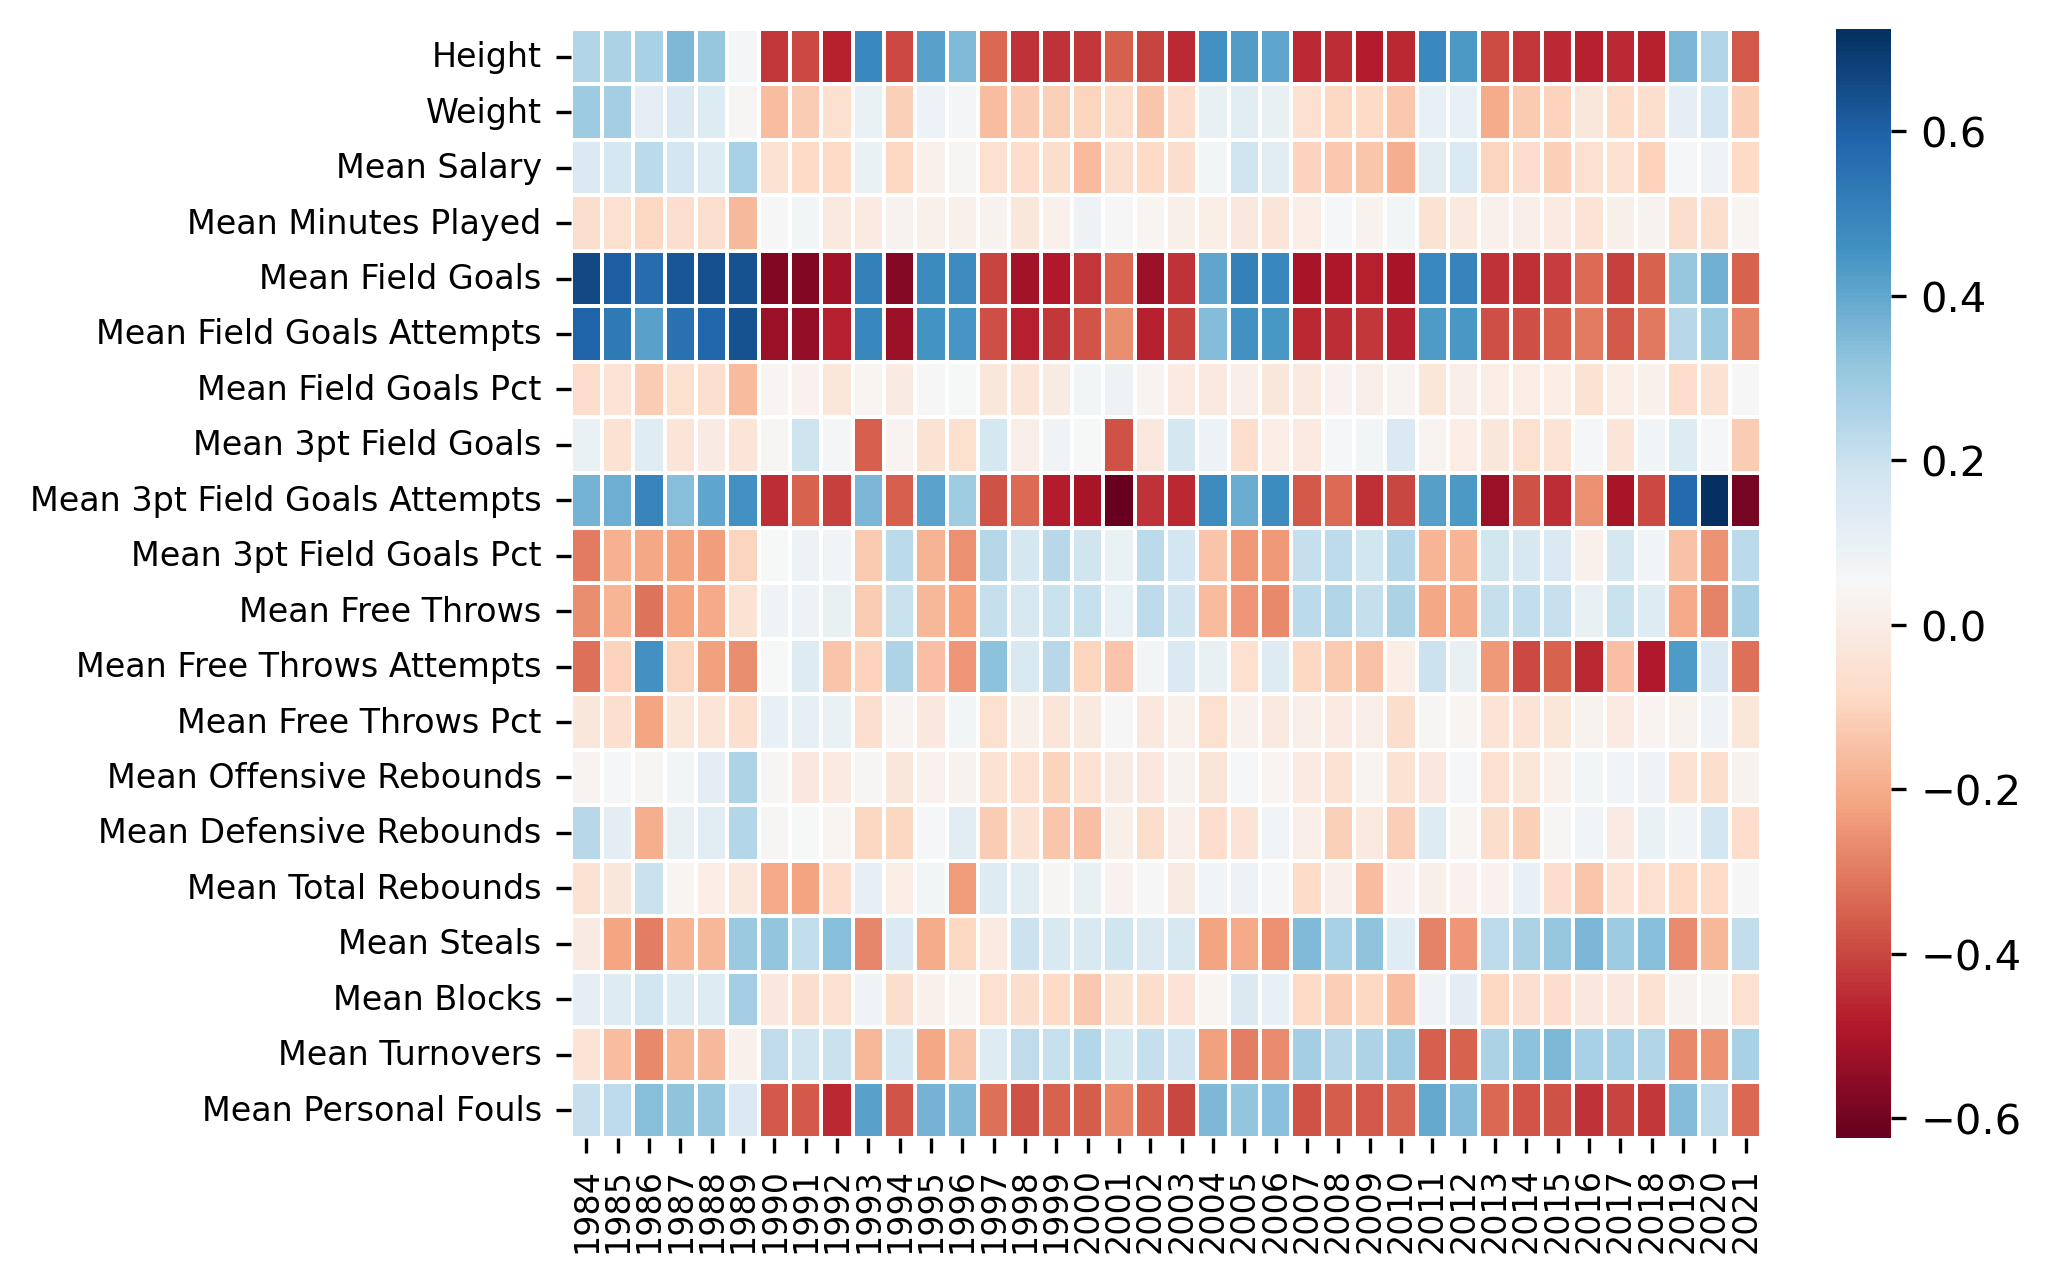 Height
Weight
Mean Salary
Mean Minutes Played
Mean Field Goals
Mean Field Goals Attempts
Mean Field Goals Pct
Mean 3pt Field Goals
Mean 3pt Field Goals Attempts
Mean 3pt Field Goals Pct
Mean Free Throws
Mean Free Throws Attempts
Mean Free Throws Pct
Mean Offensive Rebounds
Mean Defensive Rebounds
Mean Total Rebounds
Mean Steals
Mean Blocks
Mean Turnovers
Mean Personal Fouls
1984
1985
1986
1987
1988
1989
1990
1991
1992
1993
1994
1995
1996
1997
1998
1999
2000
2001
2002
2003
2004
2005
2006
2007
2008
2009
2010
2011
2012
2013
2014
2015
2016
2017
2018
2019
2020
2021
0.6
0.4
0.2
0.0
−0.2
−0.4
−0.6